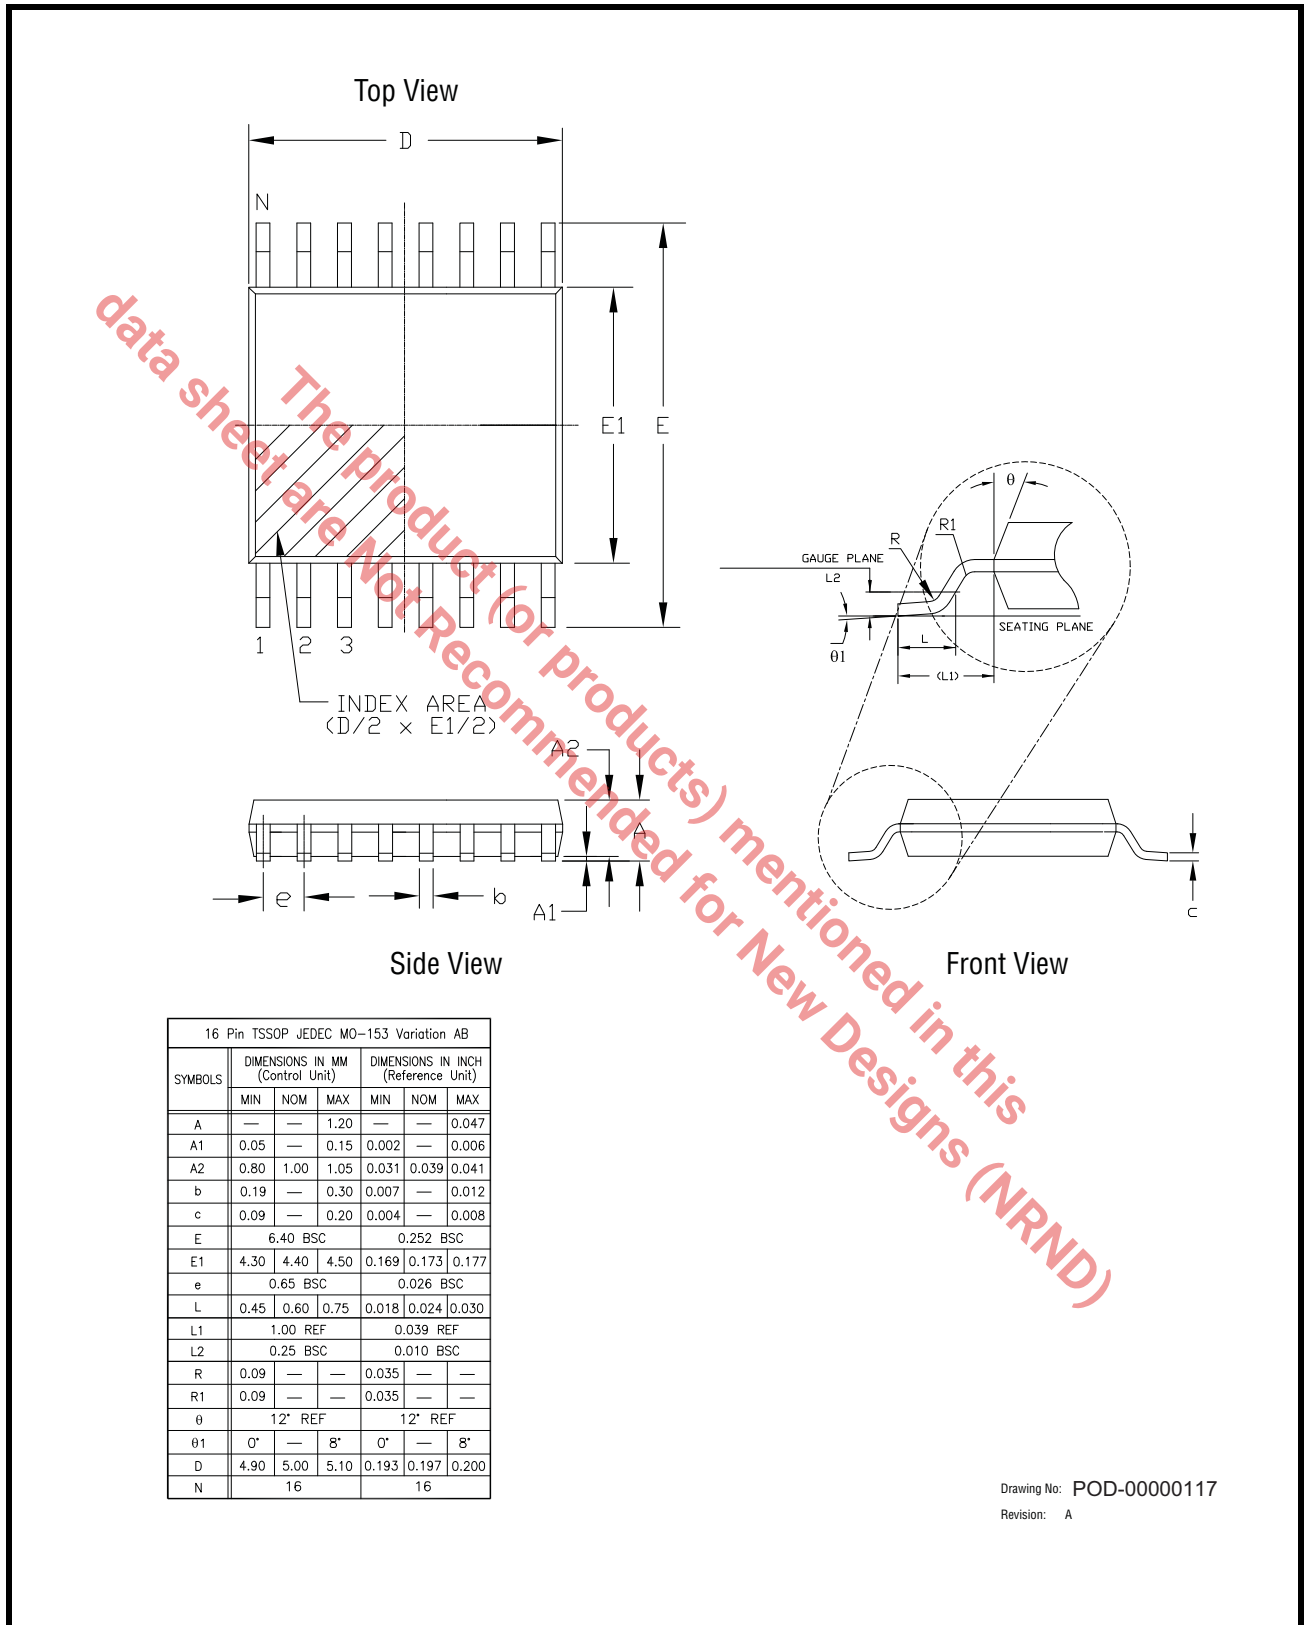 Top View
D
N
E1
E
1 2 3
INDEX AREA
(D/2 x E1/2)
θ
R1
R
GAUGE PLANE
L2
SEATING PLANE
L
θ1
(L1)
A2
A
e
b
A1
c
Side View
Front View
The product (or products) mentioned in this
data sheet are Not Recommended for New Designs (NRND)
16 Pin TSSOP JEDEC MO-153 Variation AB
SYMBOLS DIMENSIONS IN MM (Control Unit) DIMENSIONS IN INCH (Reference Unit)
MIN NOM MAX MIN NOM MAX
A — — 1.20 — — 0.047
A1 0.05 — 0.15 0.002 — 0.006
A2 0.80 1.00 1.05 0.031 0.039 0.041
b 0.19 — 0.30 0.007 — 0.012
c 0.09 — 0.20 0.004 — 0.008
E 6.40 BSC 0.252 BSC
E1 4.30 4.40 4.50 0.169 0.173 0.177
e 0.65 BSC 0.026 BSC
L 0.45 0.60 0.75 0.018 0.024 0.030
L1 1.00 REF 0.039 REF
L2 0.25 BSC 0.010 BSC
R 0.09 — — 0.035 — —
R1 0.09 — — 0.035 — —
θ 12° REF 12° REF
θ1 0° — 8° 0° — 8°
D 4.90 5.00 5.10 0.193 0.197 0.200
N 16 16
Drawing No: POD-00000117
Revision: A